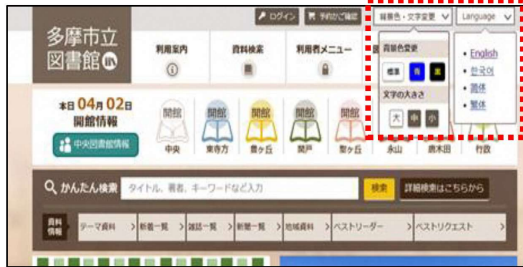 多摩市立
図書館
ログイン
予約かご確認
背景色・文字変更
Language
利用案内
資料検索
利用者メニュー
背景色変更
標準 青 黒
文字の大きさ
大 中 小
English
한국어
简体
繁体
本日 04月 02日
開館情報
中央図書館情報
開館 開館 開館 開館 開館
中央 東寺方 豊ヶ丘 関戸 聖ヶ丘 永山 唐木田 行政
かんたん検索
タイトル、著者、キーワードなど入力
検索
詳細検索はこちらから
資料
情報
テーマ資料
新着一覧
雑誌一覧
新聞一覧
地域資料
ベストリーダー
ベストリクエスト